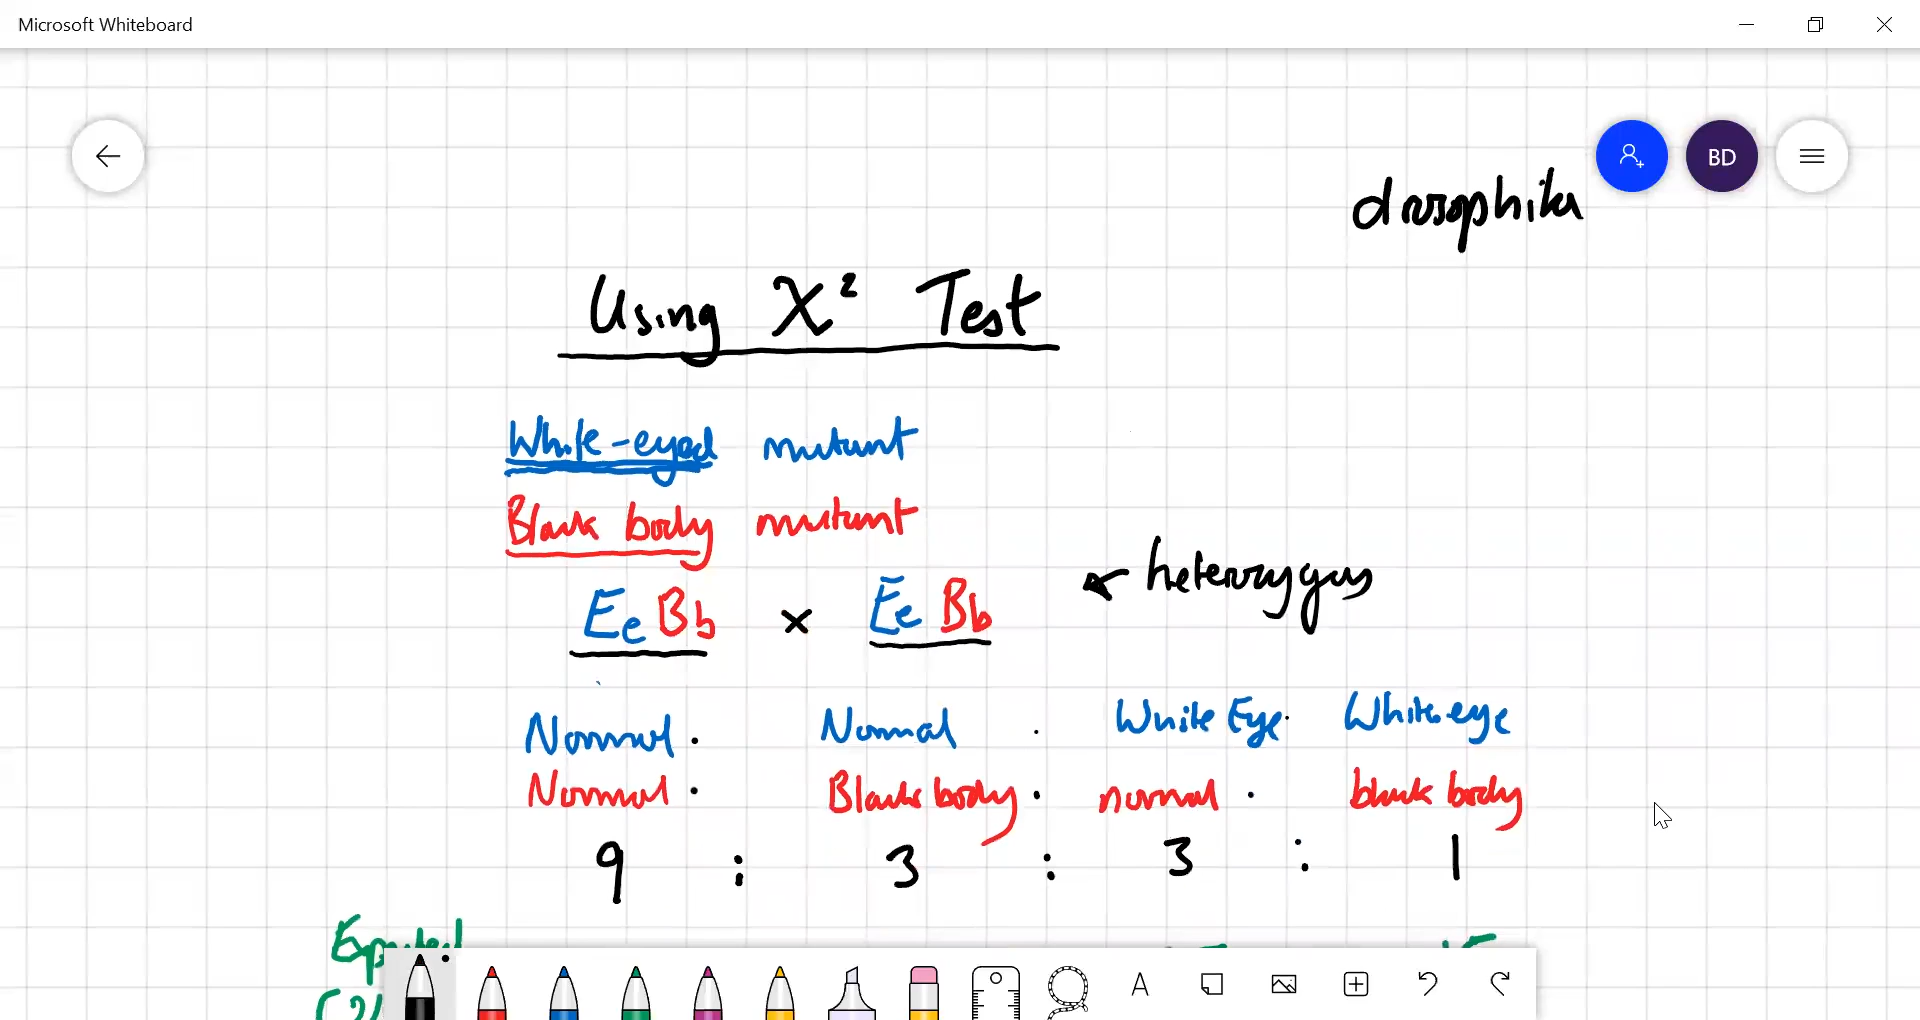 Microsoft Whiteboard
BD
drosophila
Using X² Test
White-eyed mutant
Black body mutant
Ee Bb × Ee Bb ← heterozygous
Normal : Normal : White Eye : White eye
Normal : Black body : normal : black body
9 : 3 : 3 : 1
Expected
A